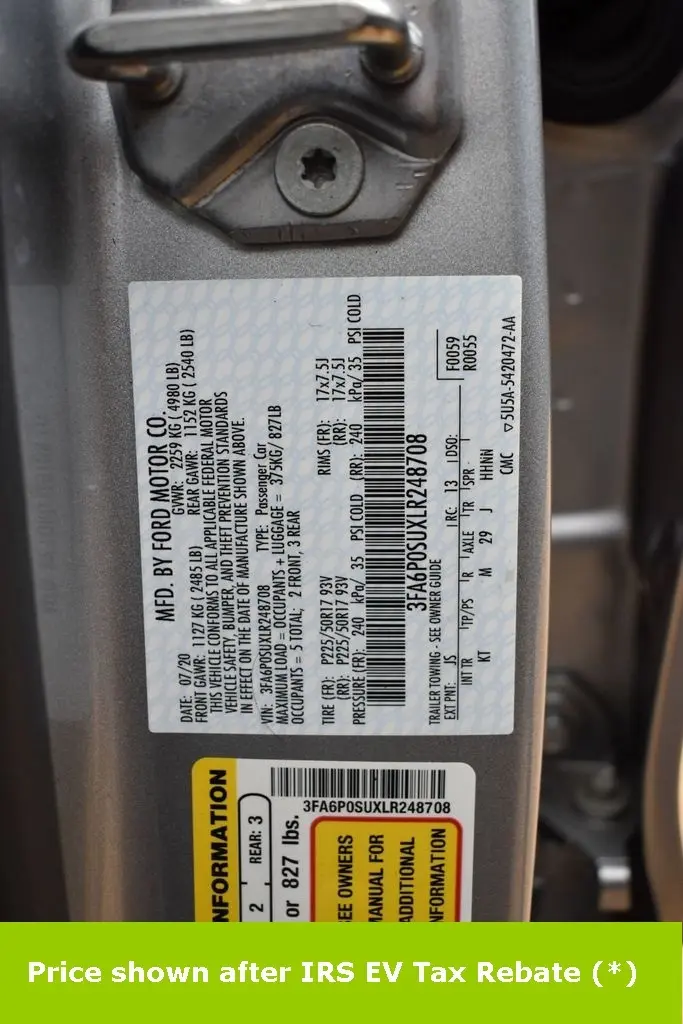 MFD. BY FORD MOTOR CO.
DATE: 07/20 GVWR: 2259 KG ( 4980 LB)
FRONT GAWR: 1127 KG ( 2485 LB) REAR GAWR: 1152 KG ( 2540 LB)
THIS VEHICLE CONFORMS TO ALL APPLICABLE FEDERAL MOTOR
VEHICLE SAFETY, BUMPER, AND THEFT PREVENTION STANDARDS
IN EFFECT ON THE DATE OF MANUFACTURE SHOWN ABOVE.
VIN: 3FA6P0SUXLR248708 TYPE: Passenger Car
MAXIMUM LOAD = OCCUPANTS + LUGGAGE = 375KG/ 827LB
OCCUPANTS = 5 TOTAL; 2 FRONT, 3 REAR
TIRE (FR): P225/50R17 93V RIMS (FR): 17x7.5J
(RR): P225/50R17 93V (RR): 17x7.5J
PRESSURE (FR): 240 kPa/ 35 PSI COLD (RR): 240 kPa/ 35 PSI COLD
3FA6P0SUXLR248708
TRAILER TOWING - SEE OWNER GUIDE
F0059
R0055
EXT PNT: JS RC: 13 DSO:
INT TR TP/PS R AXLE TR SPR
KT M 29 J HHNN
CMC ▽5U5A-5420472-AA
3FA6P0SUXLR248708
NFORMATION
2 REAR: 3
or 827 lbs.
SEE OWNERS
MANUAL FOR
ADDITIONAL
NFORMATION
Price shown after IRS EV Tax Rebate (*)